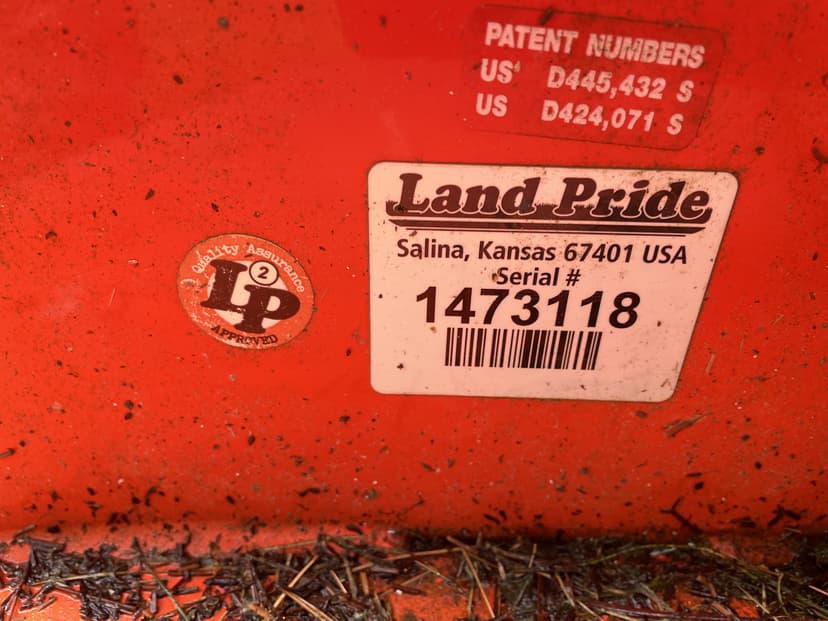 PATENT NUMBERS
US D445,432 S
US D424,071 S
Land Pride
Salina, Kansas 67401 USA
Serial #
1473118
Quality Assurance
2
LP
APPROVED